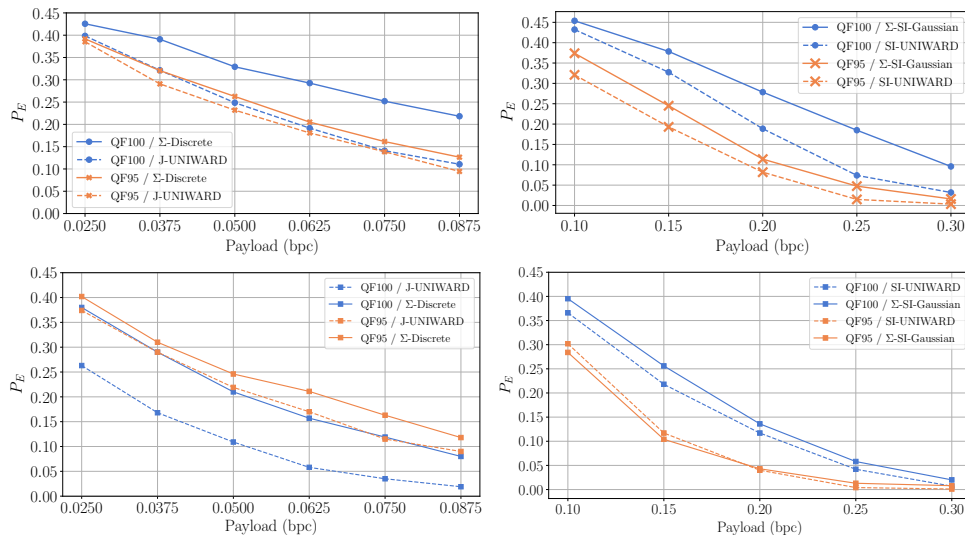 0.45
0.40
0.35
0.30
0.25
0.20
0.15
0.10
0.05
0.00
P_E
QF100 / Σ-Discrete
QF100 / J-UNIWARD
QF95 / Σ-Discrete
QF95 / J-UNIWARD
0.0250 0.0375 0.0500 0.0625 0.0750 0.0875
Payload (bpc)
0.45
0.40
0.35
0.30
0.25
0.20
0.15
0.10
0.05
0.00
P_E
QF100 / Σ-SI-Gaussian
QF100 / SI-UNIWARD
QF95 / Σ-SI-Gaussian
QF95 / SI-UNIWARD
0.10 0.15 0.20 0.25 0.30
Payload (bpc)
0.45
0.40
0.35
0.30
0.25
0.20
0.15
0.10
0.05
0.00
P_E
QF100 / J-UNIWARD
QF100 / Σ-Discrete
QF95 / J-UNIWARD
QF95 / Σ-Discrete
0.0250 0.0375 0.0500 0.0625 0.0750 0.0875
Payload (bpc)
0.45
0.40
0.35
0.30
0.25
0.20
0.15
0.10
0.05
0.00
P_E
QF100 / SI-UNIWARD
QF100 / Σ-SI-Gaussian
QF95 / SI-UNIWARD
QF95 / Σ-SI-Gaussian
0.10 0.15 0.20 0.25 0.30
Payload (bpc)